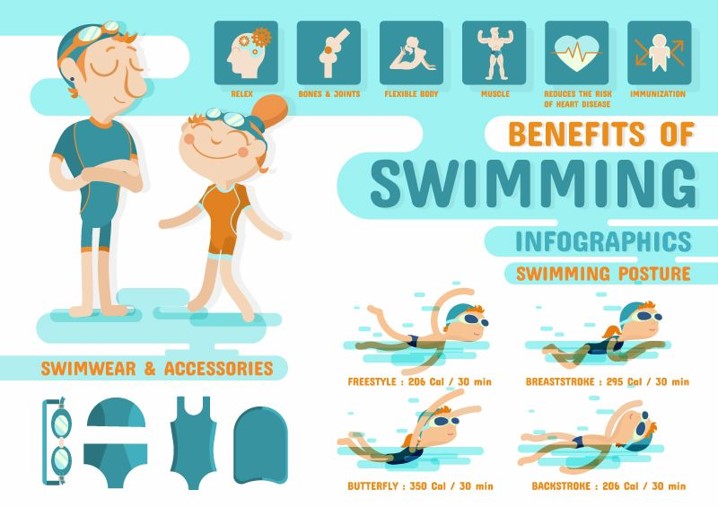 RELEX
BONES & JOINTS
FLEXIBLE BODY
MUSCLE
REDUCES THE RISK
OF HEART DISEASE
IMMUNIZATION
BENEFITS OF
SWIMMING
INFOGRAPHICS
SWIMMING POSTURE
FREESTYLE : 206 Cal / 30 min
BREASTSTROKE : 295 Cal / 30 min
BUTTERFLY : 350 Cal / 30 min
BACKSTROKE : 206 Cal / 30 min
SWIMWEAR & ACCESSORIES